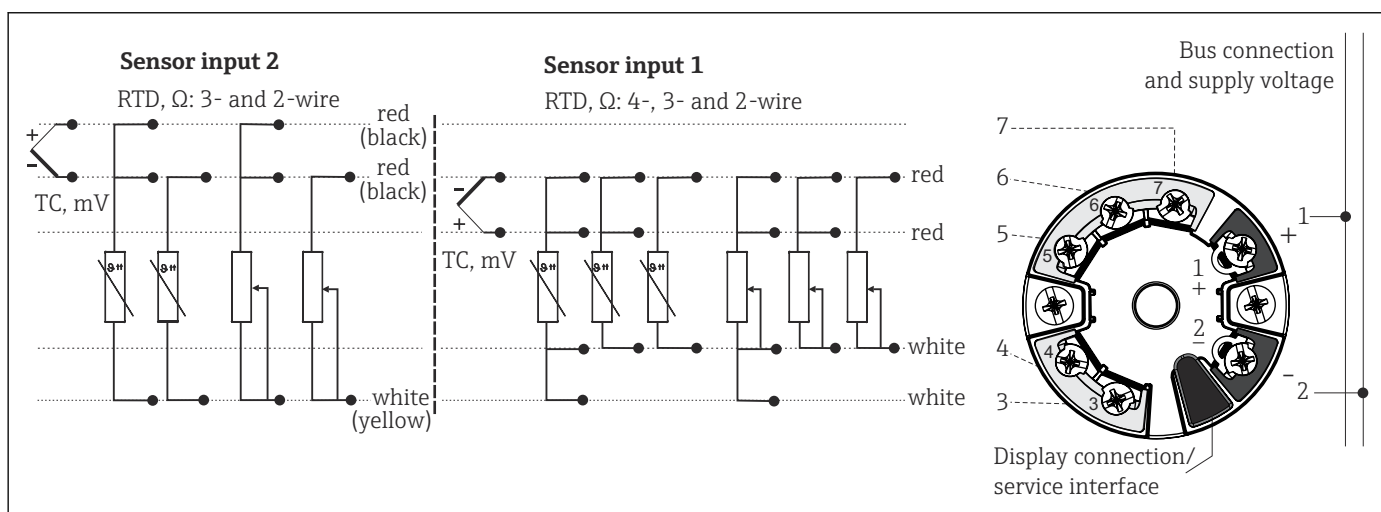 Sensor input 2
RTD, Ω: 3- and 2-wire
+
-
TC, mV
red
(black)
red
(black)
white
(yellow)
Sensor input 1
RTD, Ω: 4-, 3- and 2-wire
-
+
TC, mV
red
red
white
white
Bus connection
and supply voltage
7
6
5
4
3
7
6
5
4
3
1
+
2
-
1
+
-
2
Display connection/
service interface